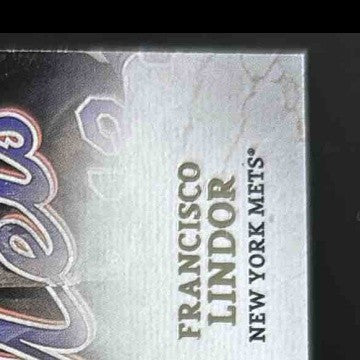 FRANCISCO
LINDOR
NEW YORK METS®